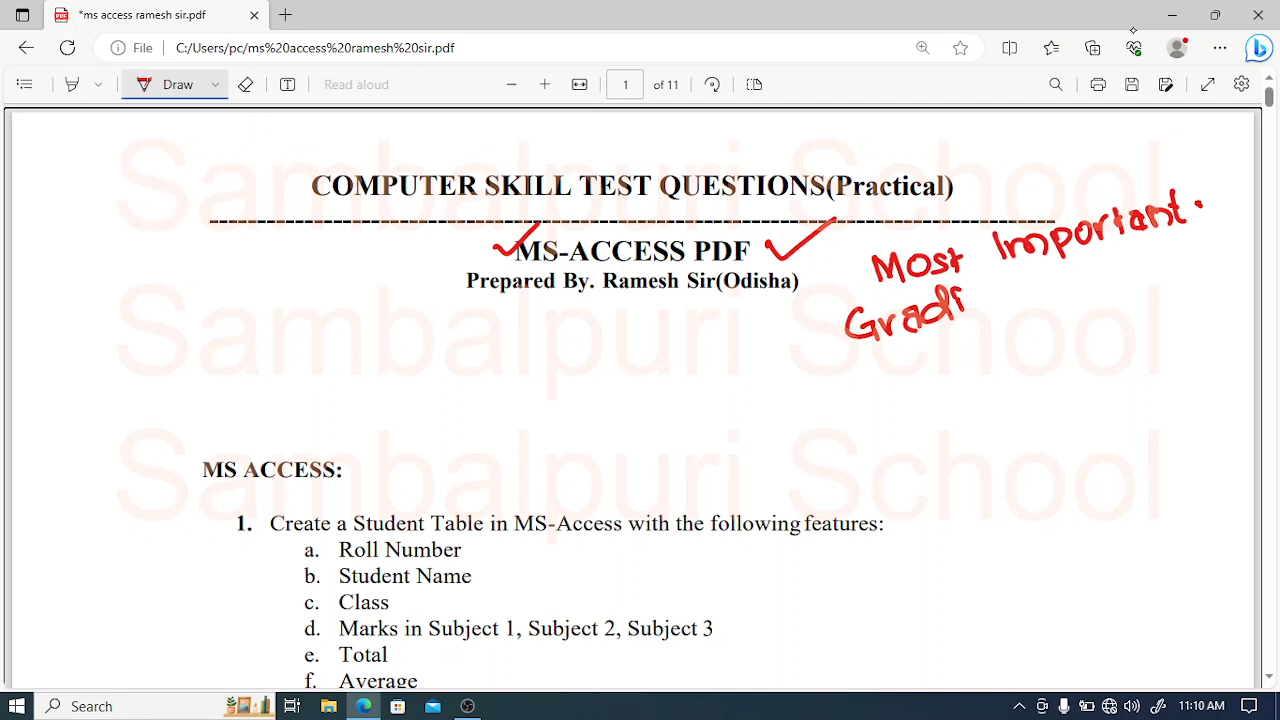 *ms access ramesh sir.pdf
File C:/Users/pc/ms%20access%20ramesh%20sir.pdf
Draw Read aloud 1 of 11
Sambalpuri School
COMPUTER SKILL TEST QUESTIONS(Practical)
MS-ACCESS PDF
Most Important.
Prepared By. Ramesh Sir(Odisha)
Gradi
Sambalpuri School
MS ACCESS:
Sambalpuri School
1. Create a Student Table in MS-Access with the following features:
a. Roll Number
b. Student Name
c. Class
d. Marks in Subject 1, Subject 2, Subject 3
e. Total
f. Average
Search 11:10 AM